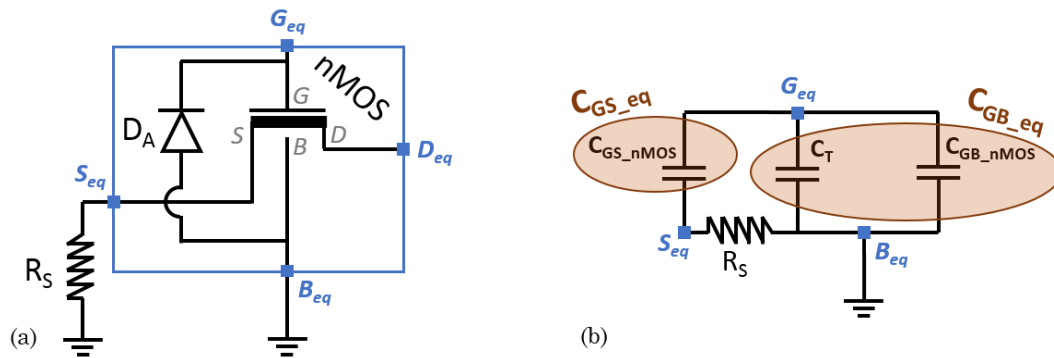 G_eq
nMOS
G
D_A
S
D
B
D_eq
S_eq
R_S
B_eq
(a)
G_eq
C_GS_eq
C_GB_eq
C_GS_nMOS
C_T
C_GB_nMOS
S_eq
R_S
B_eq
(b)